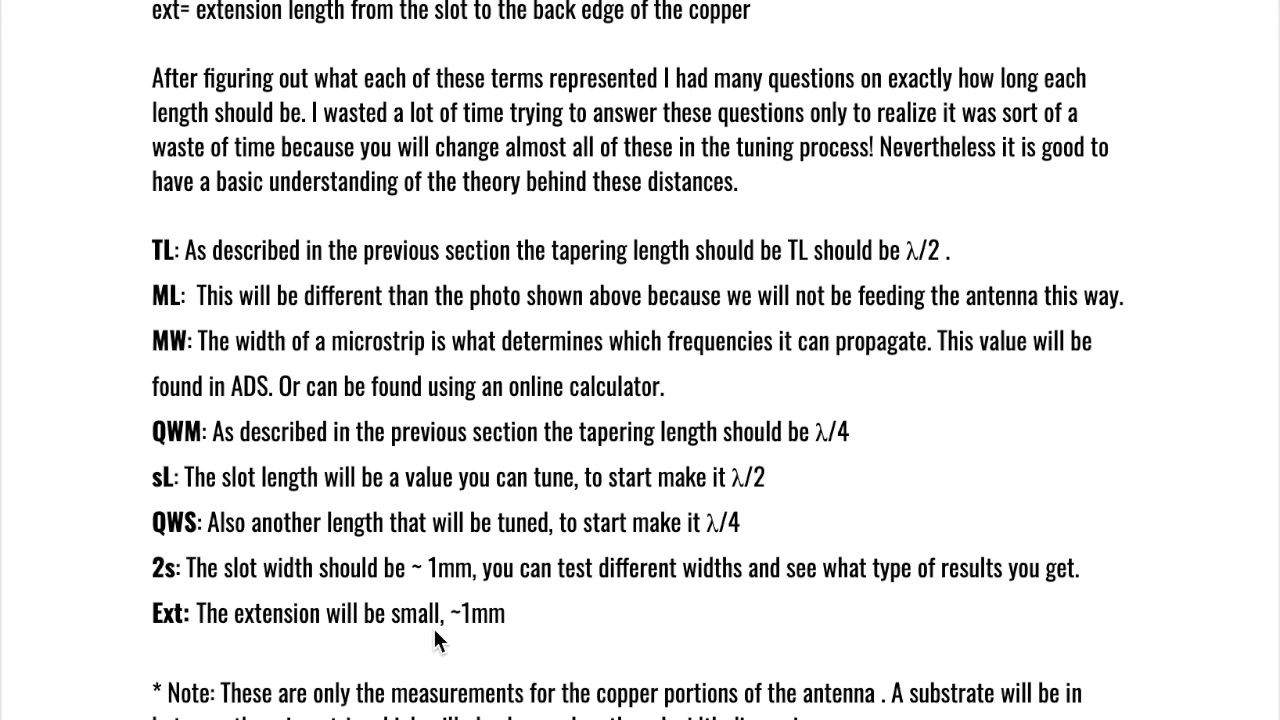 ext= extension length from the slot to the back edge of the copper
After figuring out what each of these terms represented I had many questions on exactly how long each
length should be. I wasted a lot of time trying to answer these questions only to realize it was sort of a
waste of time because you will change almost all of these in the tuning process! Nevertheless it is good to
have a basic understanding of the theory behind these distances.
TL: As described in the previous section the tapering length should be TL should be λ/2 .
ML:  This will be different than the photo shown above because we will not be feeding the antenna this way.
MW: The width of a microstrip is what determines which frequencies it can propagate. This value will be
found in ADS. Or can be found using an online calculator.
QWM: As described in the previous section the tapering length should be λ/4
sL: The slot length will be a value you can tune, to start make it λ/2
QWS: Also another length that will be tuned, to start make it λ/4
2s: The slot width should be ~ 1mm, you can test different widths and see what type of results you get.
Ext: The extension will be small, ~1mm
* Note: These are only the measurements for the copper portions of the antenna . A substrate will be in